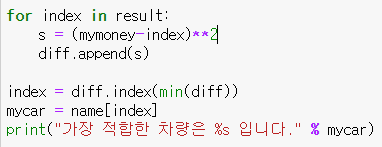 for index in result:
    s = (mymoney-index)**2
    diff.append(s)
index = diff.index(min(diff))
mycar = name[index]
print("가장 적합한 차량은 %s 입니다." % mycar)